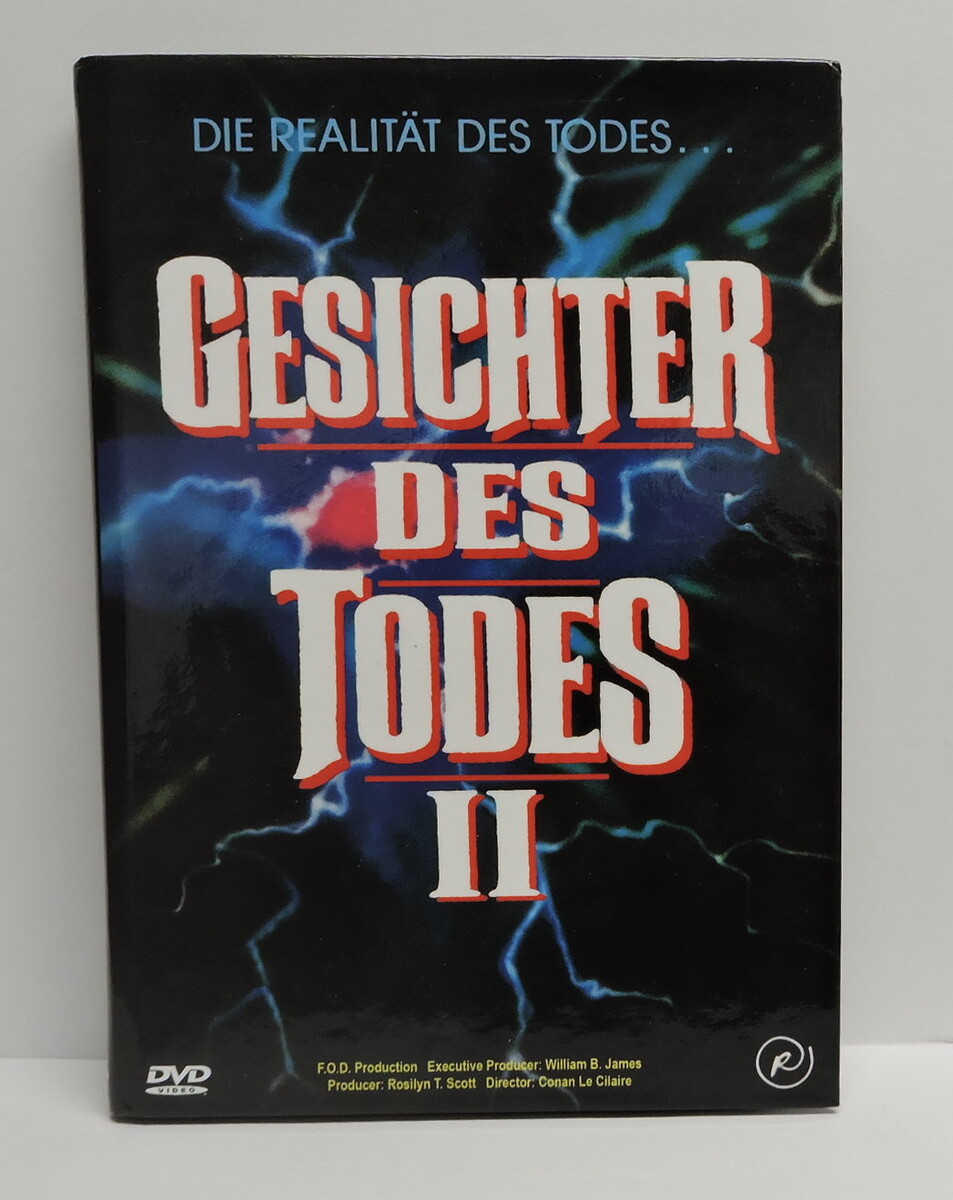 DIE REALITÄT DES TODES...
GESICHTER
DES
TODES
II
F.O.D. Production Executive Producer: William B. James
Producer: Rosilyn T. Scott Director: Conan Le Cilaire
DVD
VIDEO
R